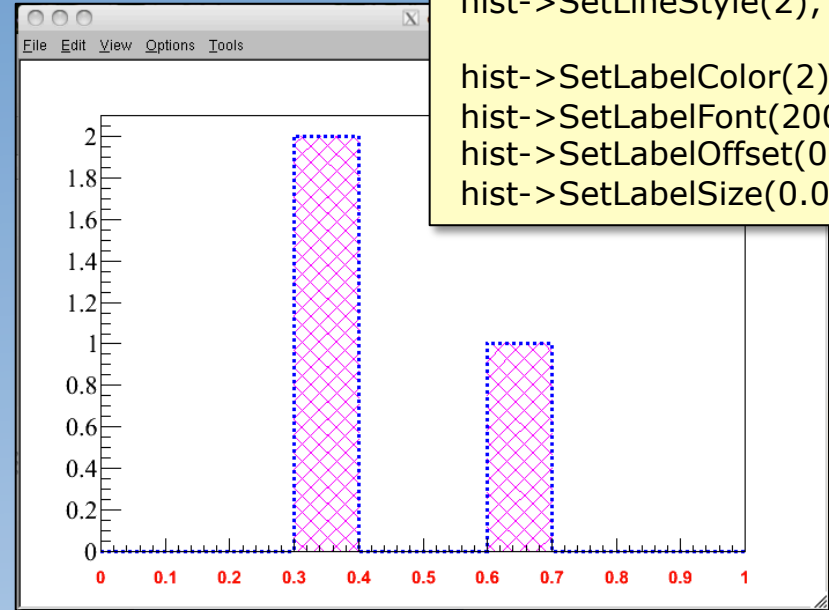 hist->SetLineStyle(2);
File Edit View Options Tools
hist->SetLabelColor(2)
hist->SetLabelFont(200
hist->SetLabelOffset(0
hist->SetLabelSize(0.0
2
1.8
1.6
1.4
1.2
1
0.8
0.6
0.4
0.2
0
0 0.1 0.2 0.3 0.4 0.5 0.6 0.7 0.8 0.9 1